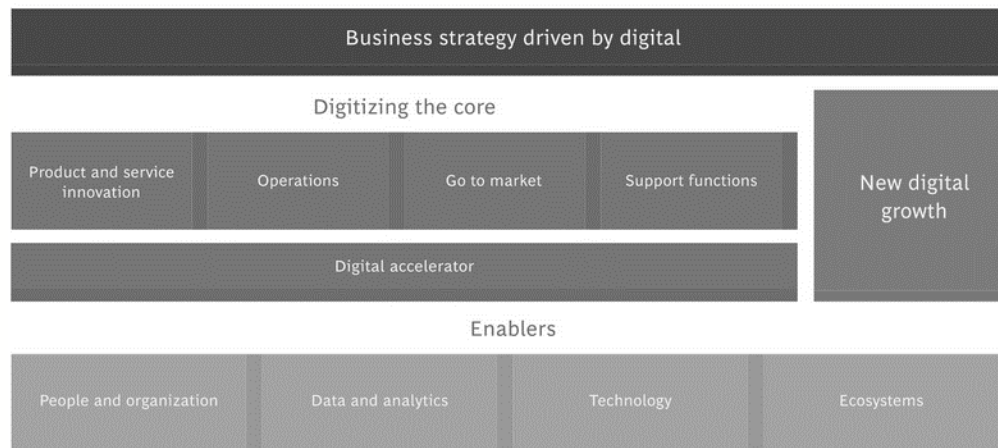 Business strategy driven by digital
Digitizing the core
Product and service
innovation
Operations
Go to market
Support functions
New digital
growth
Digital accelerator
Enablers
People and organization
Data and analytics
Technology
Ecosystems